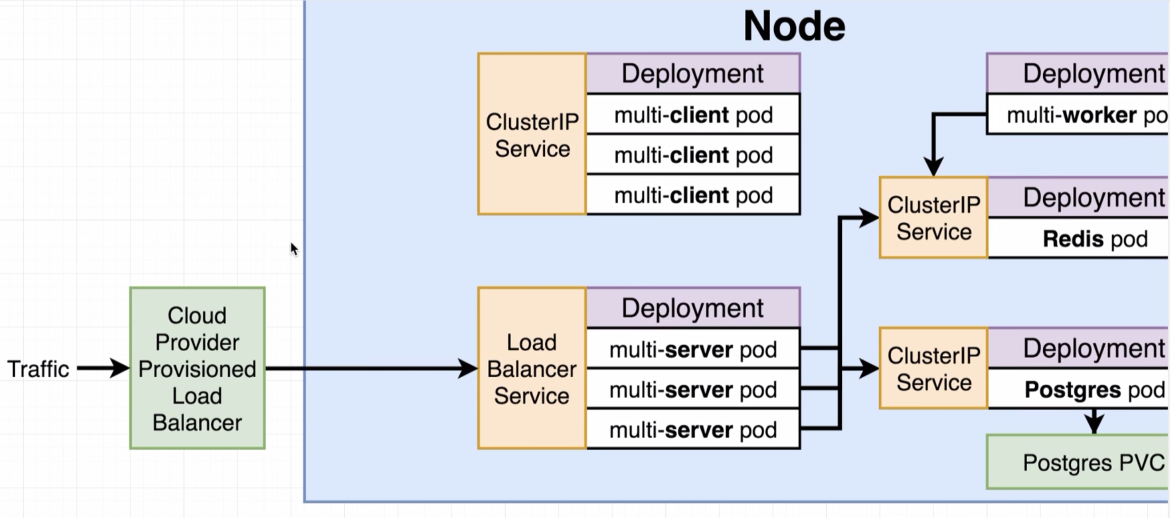 Node
ClusterIP
Service
Deployment
multi-client pod
multi-client pod
multi-client pod
Deployment
multi-worker po
ClusterIP
Service
Deployment
Redis pod
Traffic
Cloud
Provider
Provisioned
Load
Balancer
Load
Balancer
Service
Deployment
multi-server pod
multi-server pod
multi-server pod
ClusterIP
Service
Deployment
Postgres pod
Postgres PVC